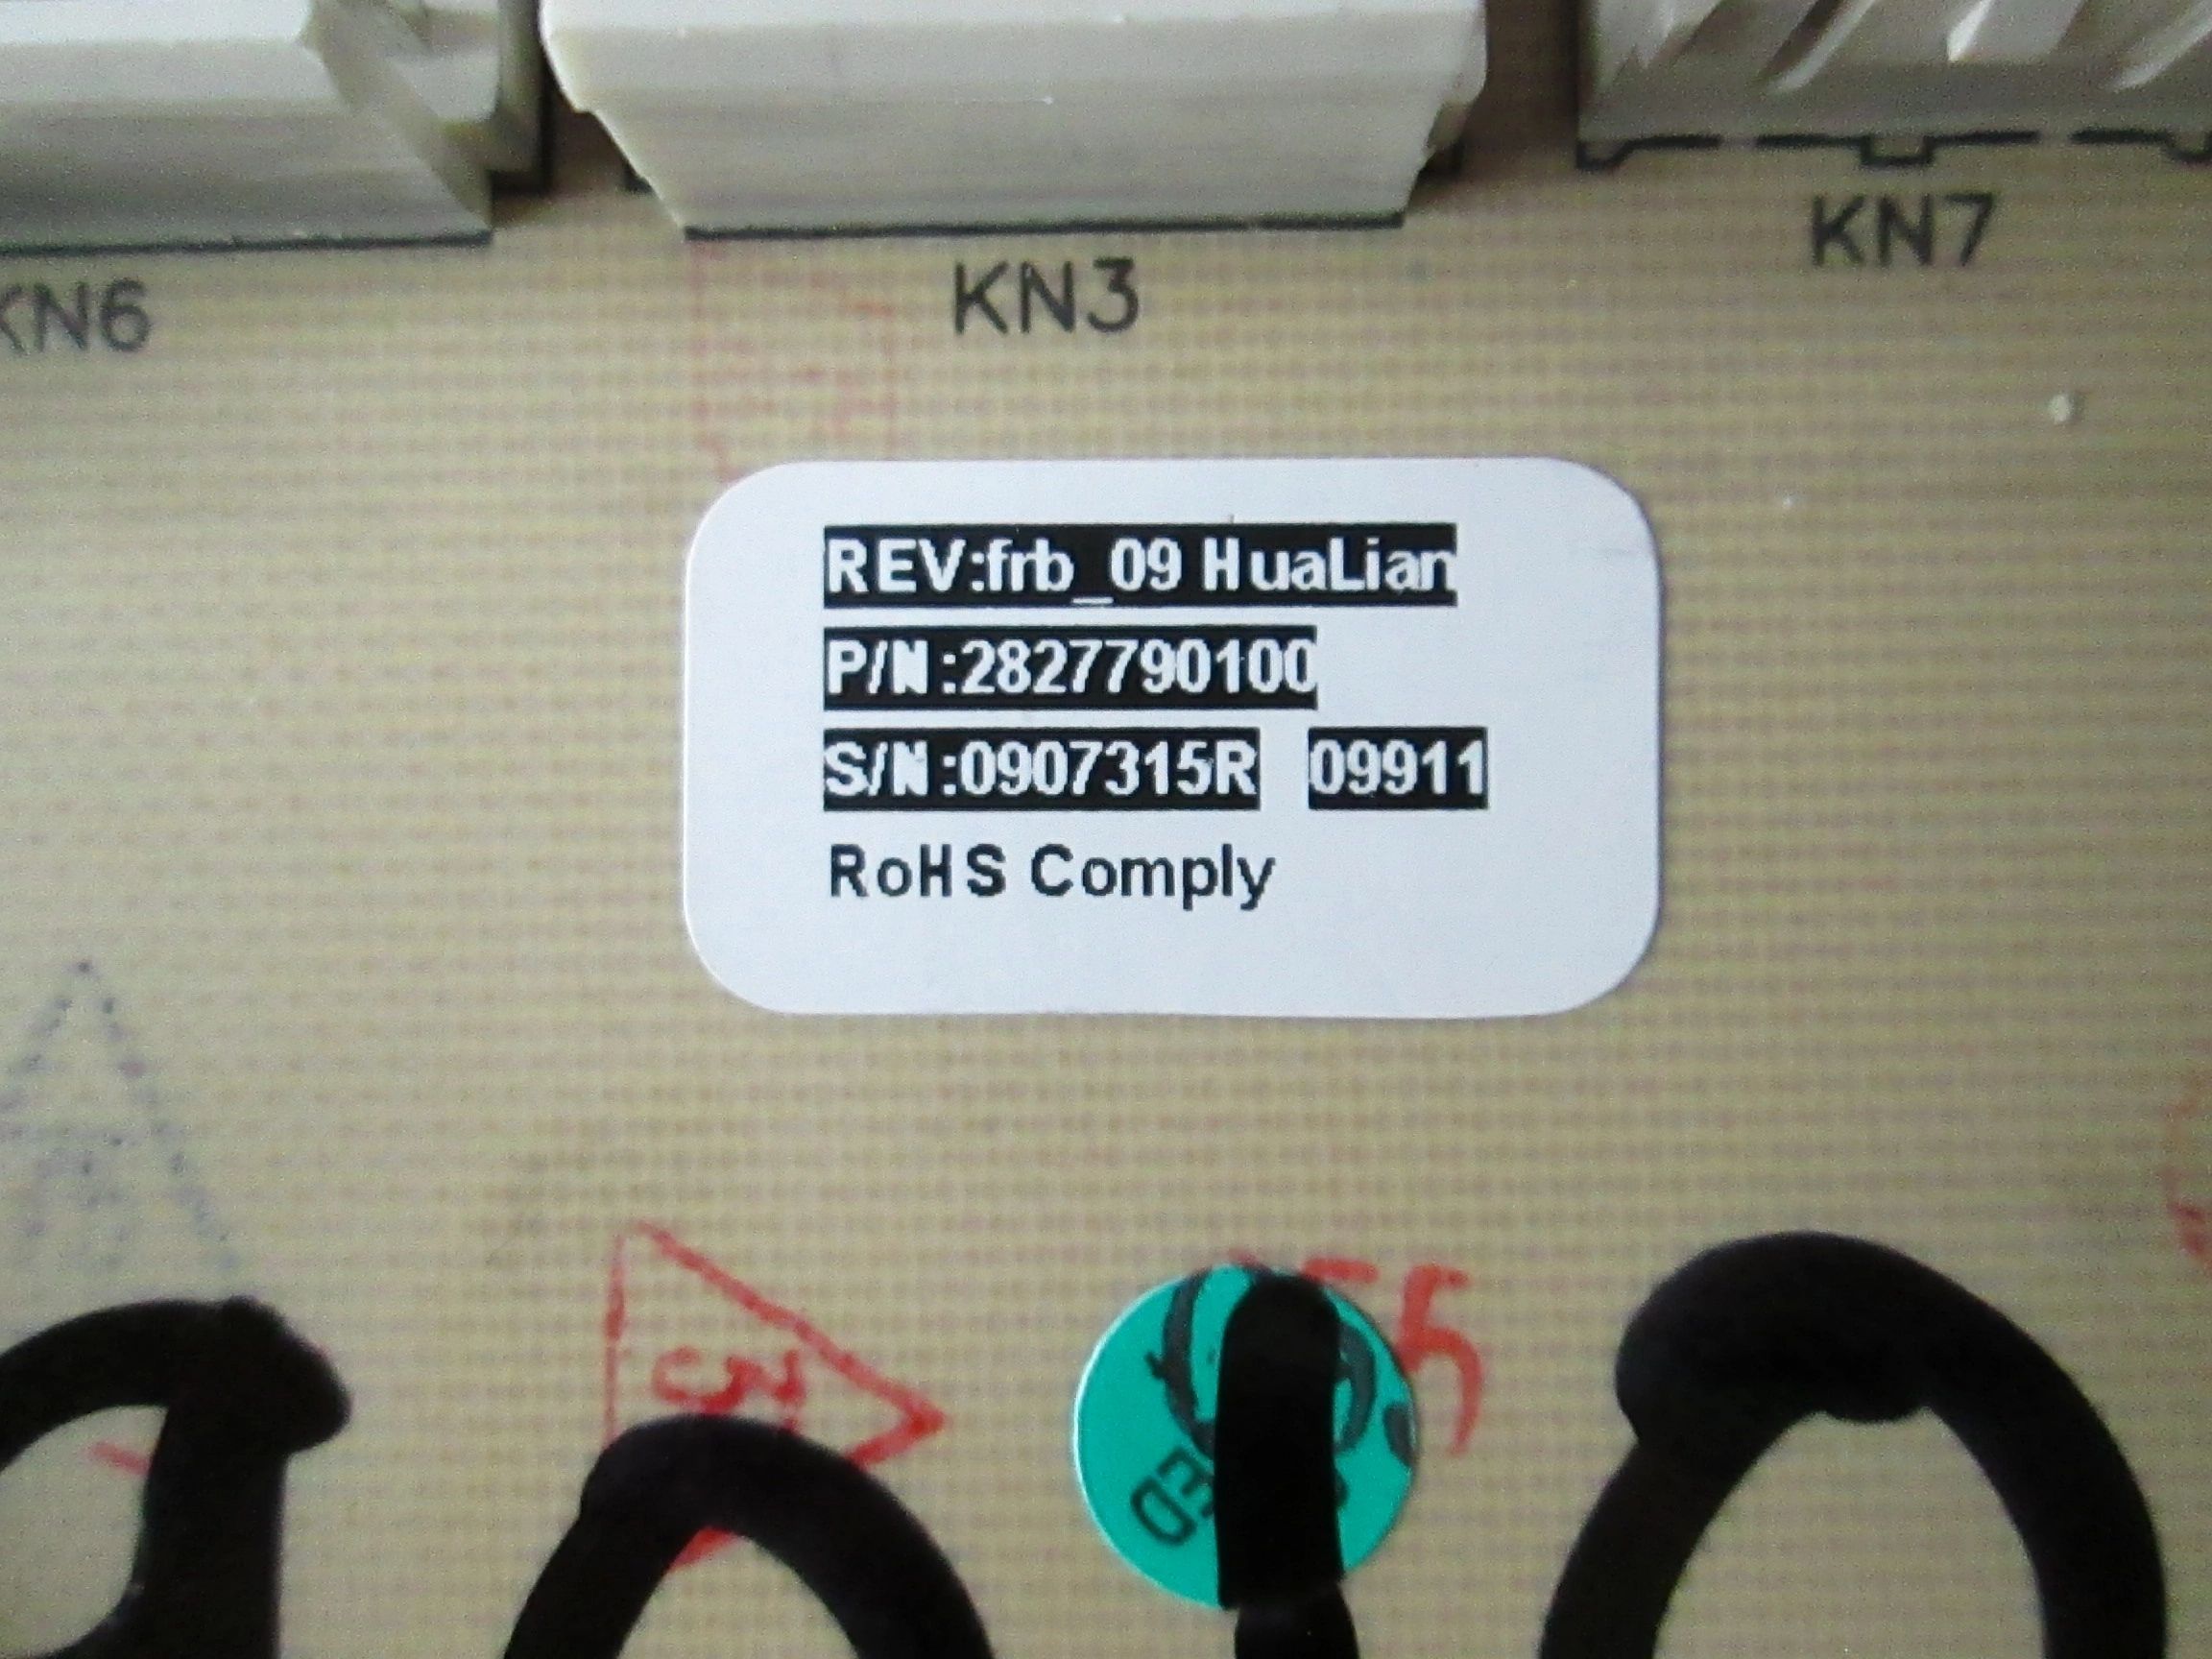 KN6
KN3
KN7
REV:frb_09 HuaLian
P/N:2827790100
S/N:0907315R 09911
RoHS Comply